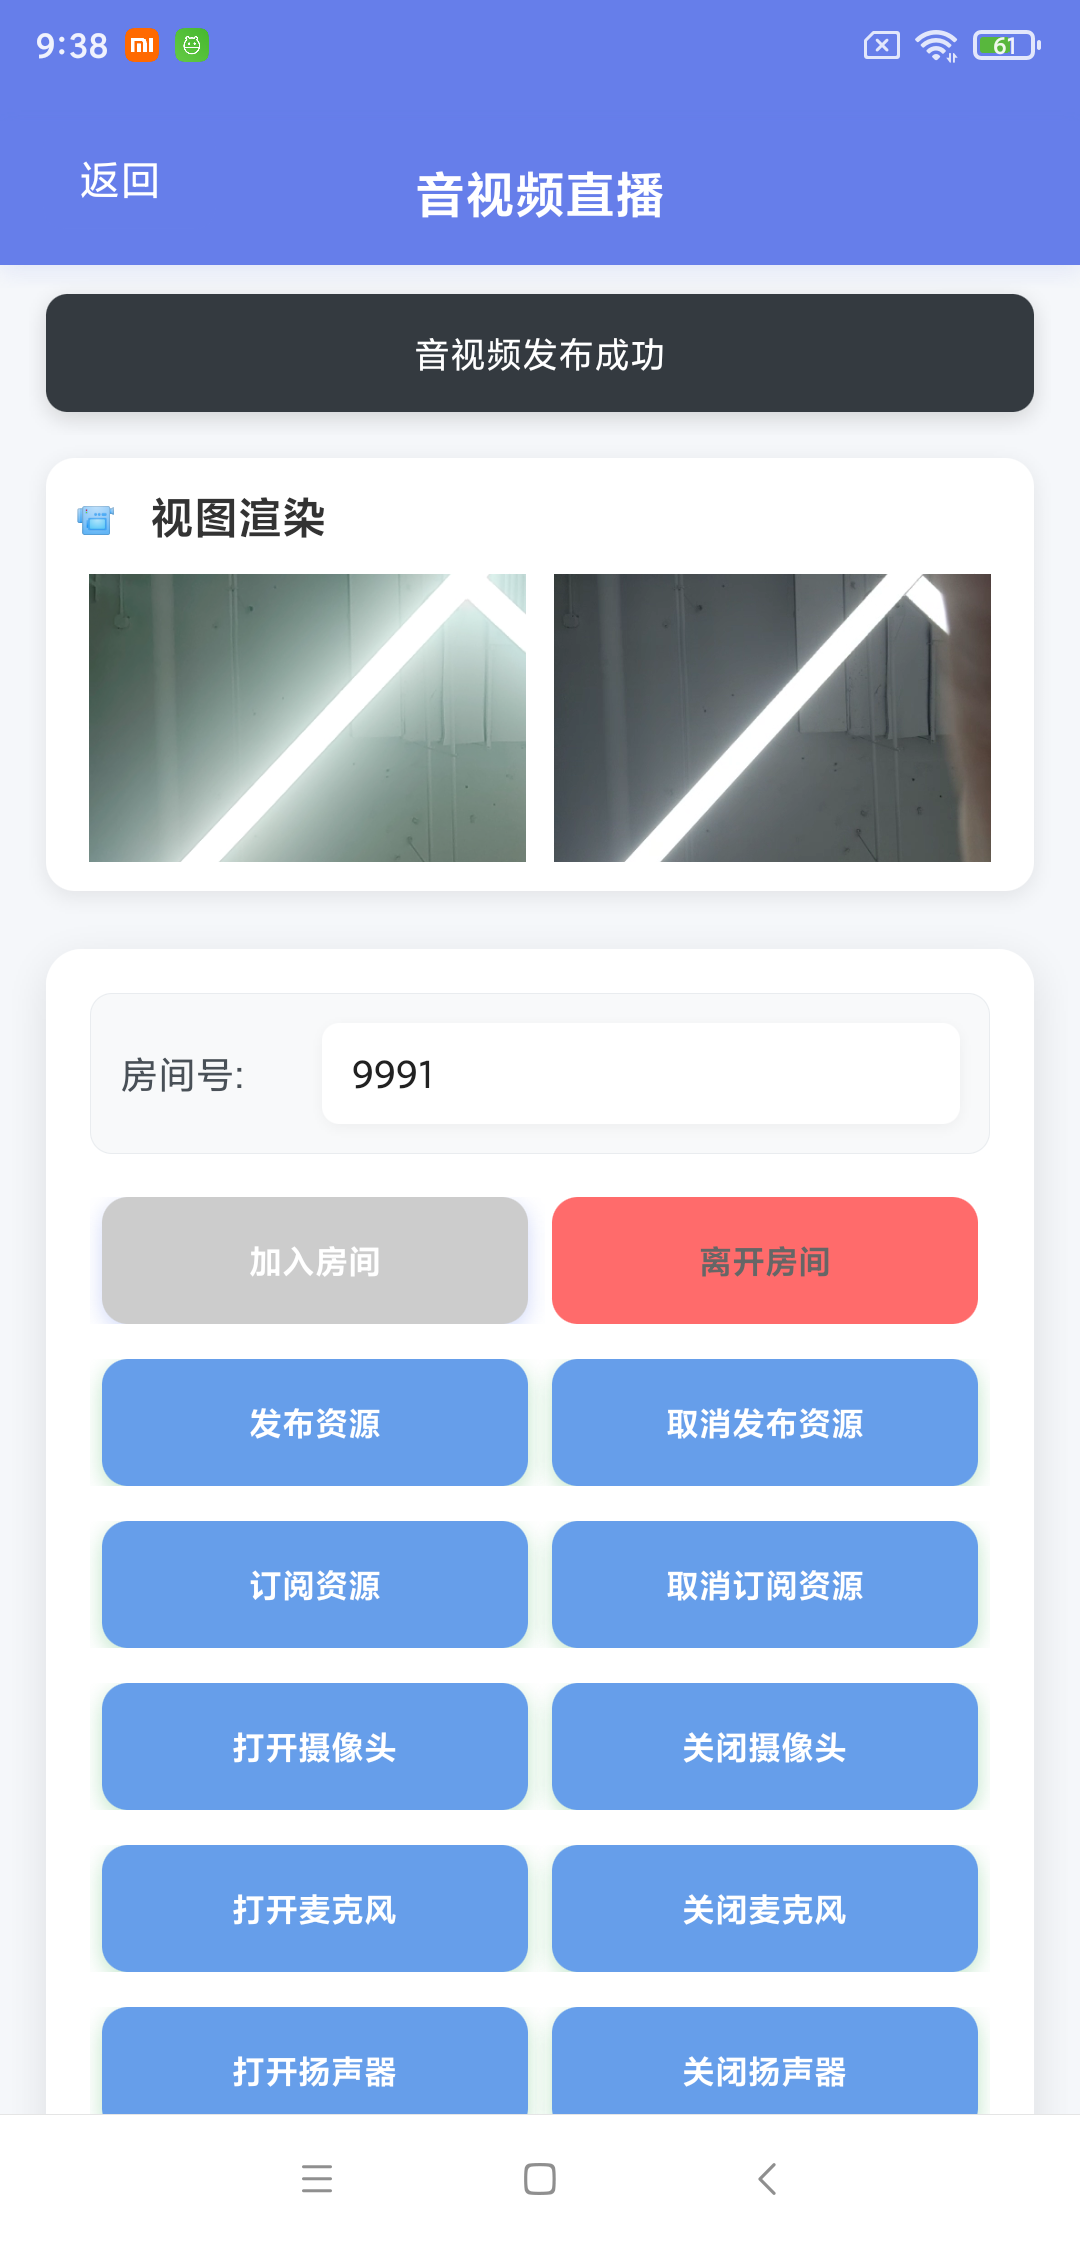 9:38
61
返回
音视频直播
音视频发布成功
视图渲染
房间号:
9991
加入房间
离开房间
发布资源
取消发布资源
订阅资源
取消订阅资源
打开摄像头
关闭摄像头
打开麦克风
关闭麦克风
打开扬声器
关闭扬声器